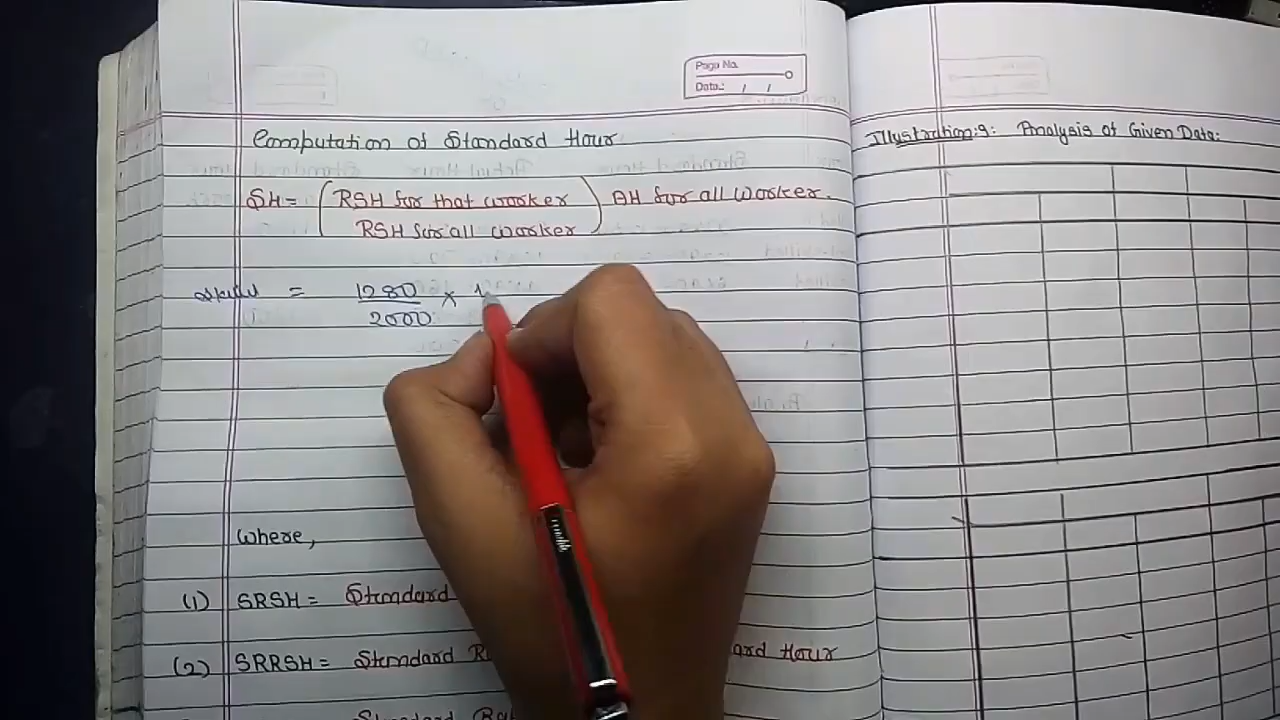 Page No.
Date: / /
Computation of Standard Hour
SH = (RSH for that worker
RSH for all worker) AH for all worker.
= 1280
2000 ×
where,
(1) SRSH = Standard
(2) SRRSH = Standard ard Hour
Standard
Illustration:9: Analysis of Given Data: